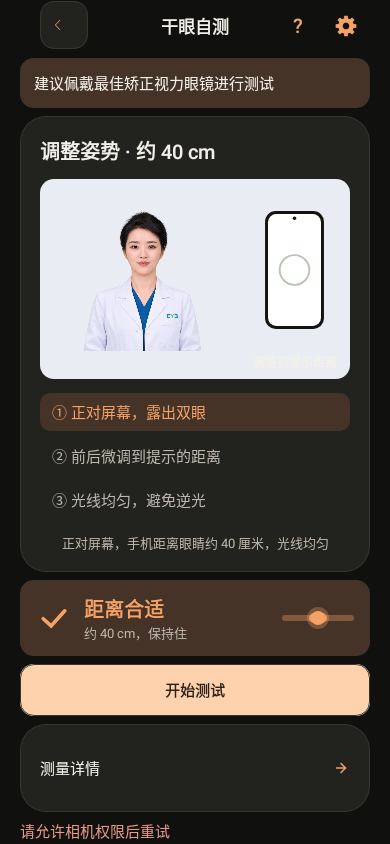 干眼自测
?
建议佩戴最佳矫正视力眼镜进行测试
调整姿势 · 约 40 cm
EYB
① 正对屏幕，露出双眼
② 前后微调到提示的距离
③ 光线均匀，避免逆光
正对屏幕，手机距离眼睛约 40 厘米，光线均匀
距离合适
约 40 cm，保持住
开始测试
测量详情
请允许相机权限后重试